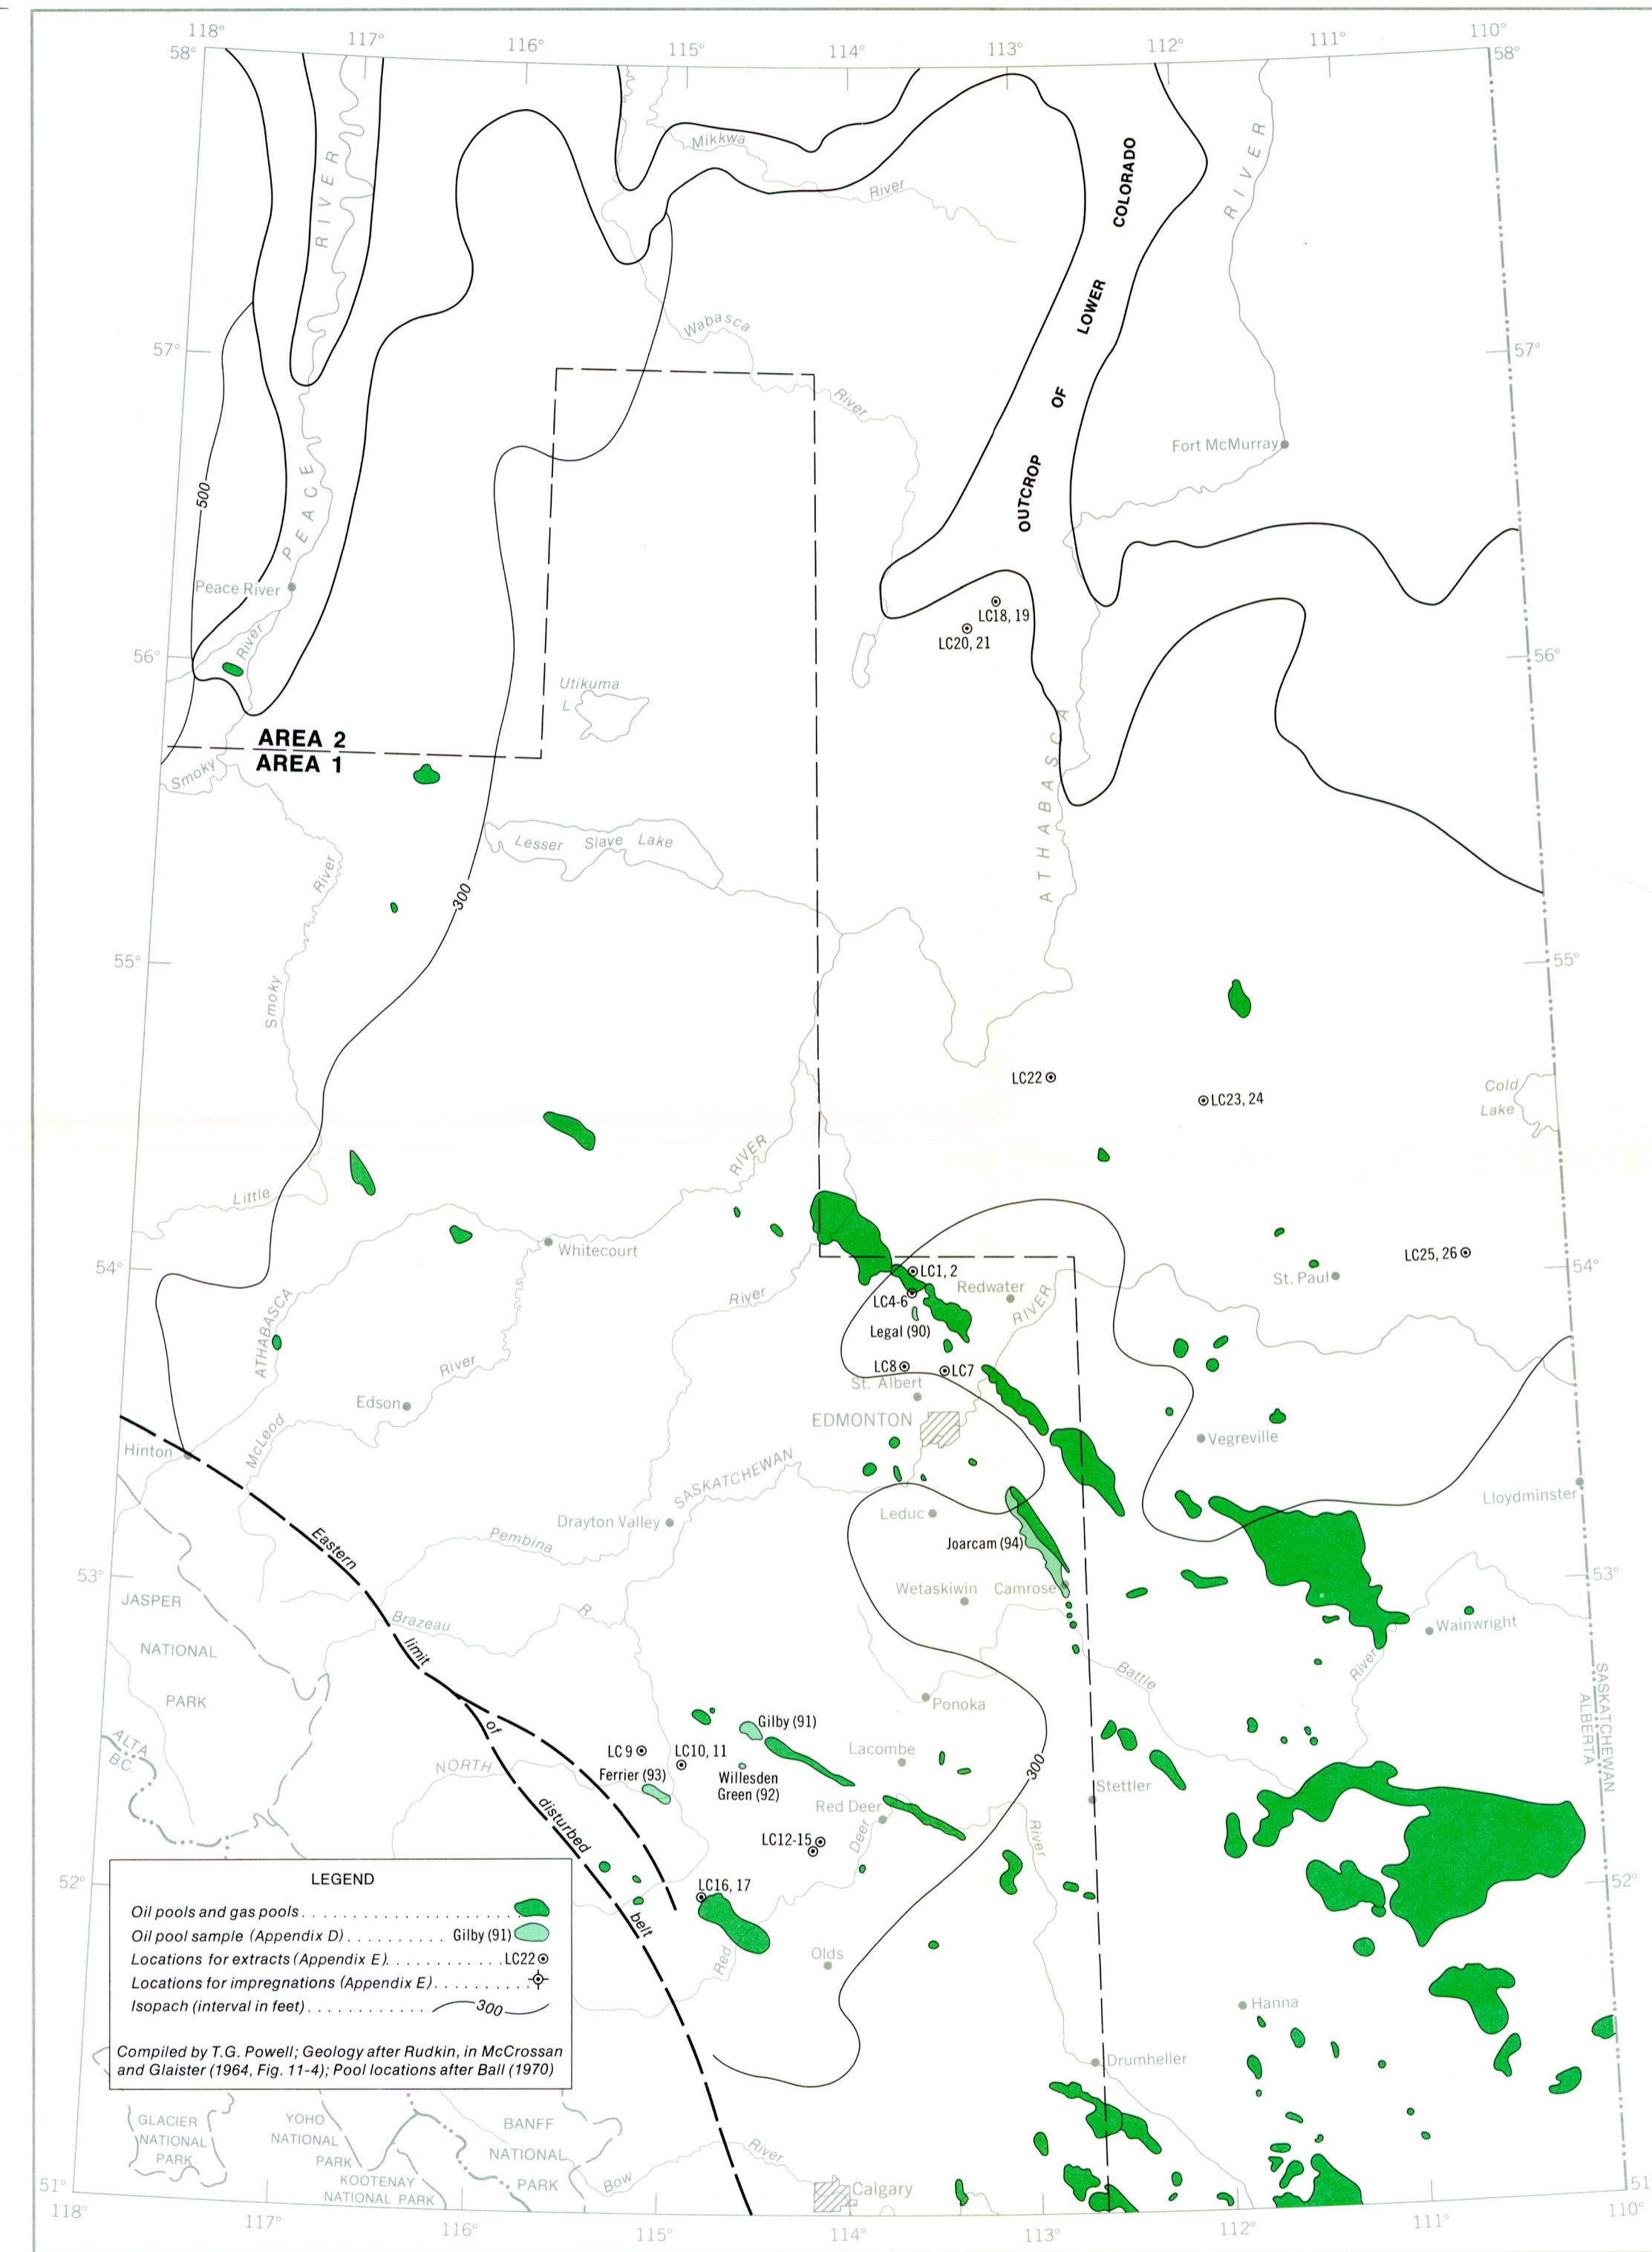 118°
117°
116°
115°
114°
113°
112°
111°
110°
58°
58°
RIVER
Mikkwa
River
COLORADO
RIVER
LOWER
57°
Wabasca
57°
River
OF
Fort McMurray
500
PEACE
OUTCROP
Peace River
LC18, 19
River
LC20, 21
56°
56°
Utikuma
L
AREA 2
AREA 1
Smoky
ATHABASCA
Lesser Slave Lake
River
300
55°
55°
Smoky
LC22
LC23, 24
Cold
Lake
RIVER
Little
Whitecourt
LC25, 26
54°
LC1, 2
St. Paul
54°
Redwater
River
LC4-6
RIVER
ATHABASCA
Legal (90)
River
LC8
LC7
St. Albert
Edson
EDMONTON
McLeod
Vegreville
Hinton
SASKATCHEWAN
Lloydminster
Leduc
Drayton Valley
Eastern
Pembina
Joarcam (94)
53°
53°
JASPER
Wetaskiwin
Camrose
R.
Brazeau
Wainwright
NATIONAL
limit
River
Battle
PARK
Ponoka
SASKATCHEWAN
ALBERTA
of
Gilby (91)
ALTA
B.C.
LC9
LC10, 11
Lacombe
NORTH
Ferrier (93)
Willesden
Green (92)
300
Stettler
Red Deer
disturbed
River
LC12-15
Deer
52°
LC16, 17
52°
belt
Red
Olds
LEGEND
Oil pools and gas pools
Oil pool sample (Appendix D) Gilby (91)
Locations for extracts (Appendix E) LC22
Locations for impregnations (Appendix E)
Isopach (interval in feet) 300
Compiled by T.G. Powell; Geology after Rudkin, in McCrossan
and Glaister (1964, Fig. 11-4); Pool locations after Ball (1970)
Hanna
Drumheller
GLACIER
NATIONAL
PARK
YOHO
NATIONAL
PARK
BANFF
NATIONAL
PARK
KOOTENAY
NATIONAL PARK
River
Bow
Calgary
51°
51°
118°
117°
116°
115°
114°
113°
112°
111°
110°